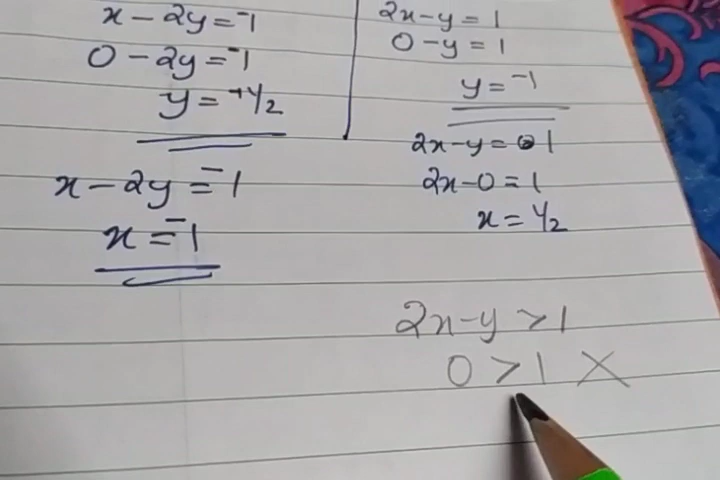 x - 2y = -1
0 - 2y = -1
y = +1/2
x - 2y = -1
x = -1
2x - y = 1
0 - y = 1
y = -1
2x - y = 1
2x - 0 = 1
x = 1/2
2x - y > 1
0 > 1 ×